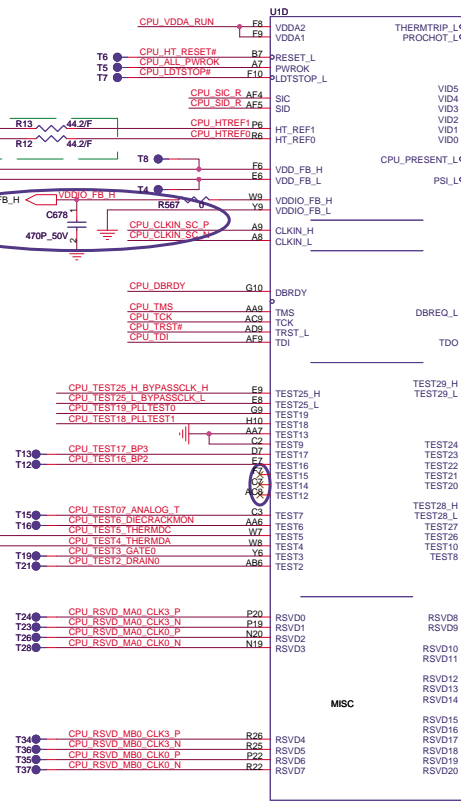 U1D
CPU_VDDA_RUN F8 VDDA2 THERMTRIP_L
F9 VDDA1 PROCHOT_L
T6 CPU_HT_RESET# B7 RESET_L
T5 CPU_ALL_PWROK A7 PWROK
T7 CPU_LDTSTOP# F10 LDTSTOP_L
VID5
CPU_SIC_R AF4 SIC VID4
CPU_SID_R AF5 SID VID3
VID2
R13 44.2/F CPU_HTREF1 P6 HT_REF1 VID1
R12 44.2/F CPU_HTREF0 R6 HT_REF0 VID0
T8 CPU_PRESENT_L
F6 VDD_FB_H
E6 VDD_FB_L PSI_L
T4
FB_H VDDIO_FB_H R567 0 W9 VDDIO_FB_H
Y9 VDDIO_FB_L
C678 1
470P_50V 2
CPU_CLKIN_SC_P A9 CLKIN_H
CPU_CLKIN_SC_N A8 CLKIN_L
CPU_DBRDY G10 DBRDY
CPU_TMS AA9 TMS DBREQ_L
CPU_TCK AC9 TCK
CPU_TRST# AD9 TRST_L
CPU_TDI AF9 TDI TDO
CPU_TEST25_H_BYPASSCLK_H E9 TEST25_H TEST29_H
CPU_TEST25_L_BYPASSCLK_L E8 TEST25_L TEST29_L
CPU_TEST19_PLLTEST0 G9 TEST19
CPU_TEST18_PLLTEST1 H10 TEST18
AA7 TEST13
C2 TEST9 TEST24
T13 CPU_TEST17_BP3 D7 TEST17 TEST23
T12 CPU_TEST16_BP2 E7 TEST16 TEST22
F7 TEST15 TEST21
C7 TEST14 TEST20
AC8 TEST12
T15 CPU_TEST07_ANALOG_T C3 TEST7 TEST28_H
T16 CPU_TEST6_DIECRACKMON AA6 TEST6 TEST28_L
CPU_TEST5_THERMDC W7 TEST5 TEST27
CPU_TEST4_THERMDA W8 TEST4 TEST26
T19 CPU_TEST3_GATE0 Y6 TEST3 TEST10
T21 CPU_TEST2_DRAIN0 AB6 TEST2 TEST8
T24 CPU_RSVD_MA0_CLK3_P P20 RSVD0 RSVD8
T23 CPU_RSVD_MA0_CLK3_N P19 RSVD1 RSVD9
T26 CPU_RSVD_MA0_CLK0_P N20 RSVD2
T28 CPU_RSVD_MA0_CLK0_N N19 RSVD3 RSVD10
RSVD11
RSVD12
RSVD13
RSVD14
MISC
RSVD15
RSVD16
T34 CPU_RSVD_MB0_CLK3_P R26 RSVD4 RSVD17
T36 CPU_RSVD_MB0_CLK3_N R25 RSVD5 RSVD18
T35 CPU_RSVD_MB0_CLK0_P P22 RSVD6 RSVD19
T37 CPU_RSVD_MB0_CLK0_N R22 RSVD7 RSVD20